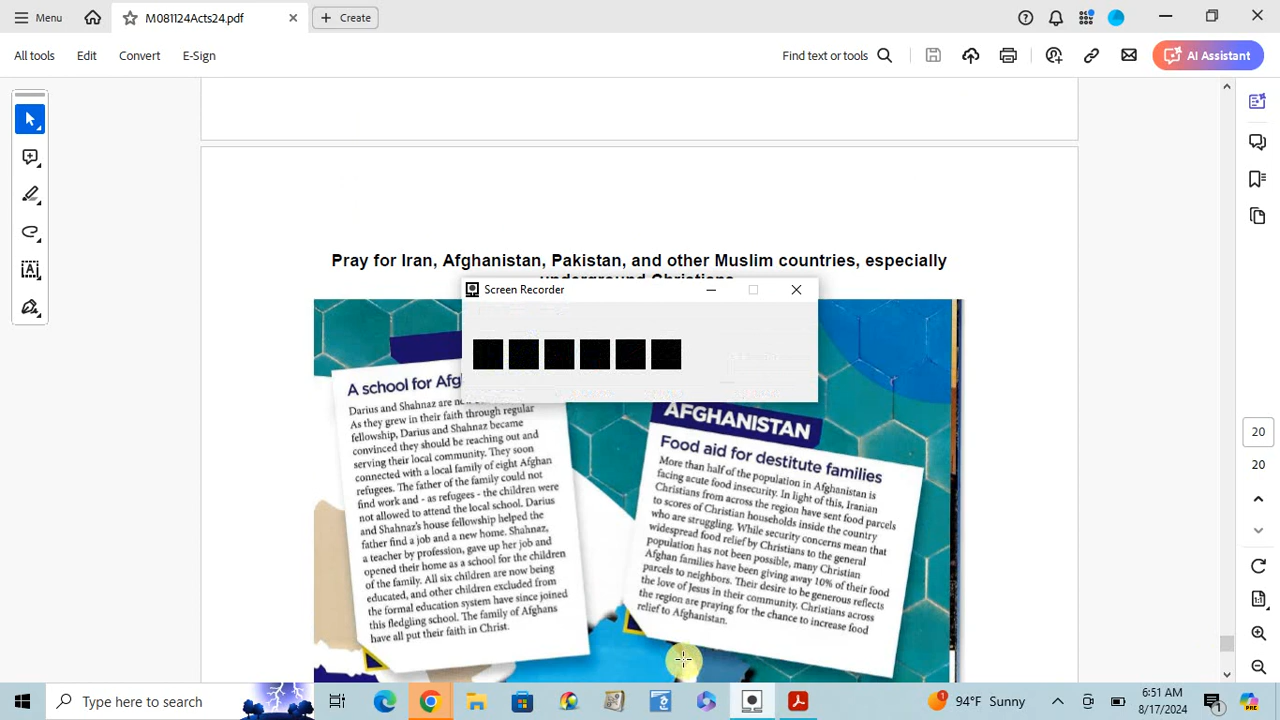 Menu
M081124Acts24.pdf
Create
All tools
Edit
Convert
E-Sign
Find text or tools
AI Assistant
Pray for Iran, Afghanistan, Pakistan, and other Muslim countries, especially
underground Christians
Screen Recorder
A school for Afg
Darius and Shahnaz are
As they grew in their faith through regular
fellowship, Darius and Shahnaz became
convinced they should be reaching out and
serving their local community. They soon
connected with a local family of eight Afghan
refugees. The father of the family could not
find work and - as refugees - the children were
not allowed to attend the local school. Darius
and Shahnaz's house fellowship helped the
father find a job and a new home. Shahnaz,
a teacher by profession, gave up her job and
opened their home as a school for the children
of the family. All six children are now being
educated, and other children excluded from
the formal education system have since joined
this fledgling school. The family of Afghans
have all put their faith in Christ.
AFGHANISTAN
Food aid for destitute families
More than half of the population in Afghanistan is
facing acute food insecurity. In light of this, Iranian
Christians from across the region have sent food parcels
to scores of Christian households inside the country
who are struggling. While security concerns mean that
widespread food relief by Christians to the general
population has not been possible, many Christian
Afghan families have been giving away 10% of their food
parcels to neighbors. Their desire to be generous reflects
the love of Jesus in their community. Christians across
the region are praying for the chance to increase food
relief to Afghanistan.
20
20
Type here to search
1
94°F Sunny
6:51 AM
8/17/2024
1
PRE